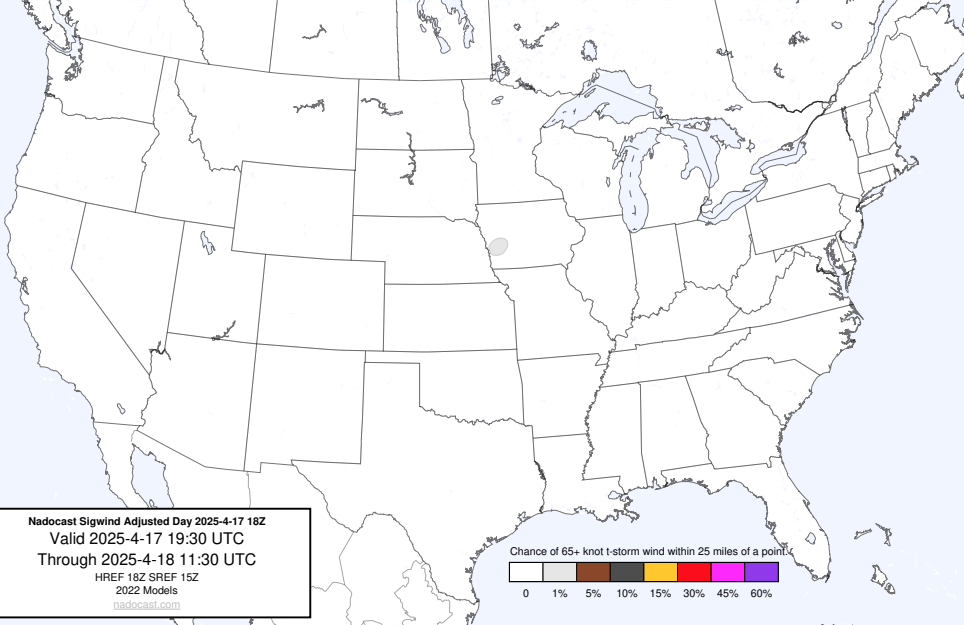 Nadocast Sigwind Adjusted Day 2025-4-17 18Z
Valid 2025-4-17 19:30 UTC
Through 2025-4-18 11:30 UTC
HREF 18Z SREF 15Z
2022 Models
nadocast.com
Chance of 65+ knot t-storm wind within 25 miles of a point.
0 1% 5% 10% 15% 30% 45% 60%